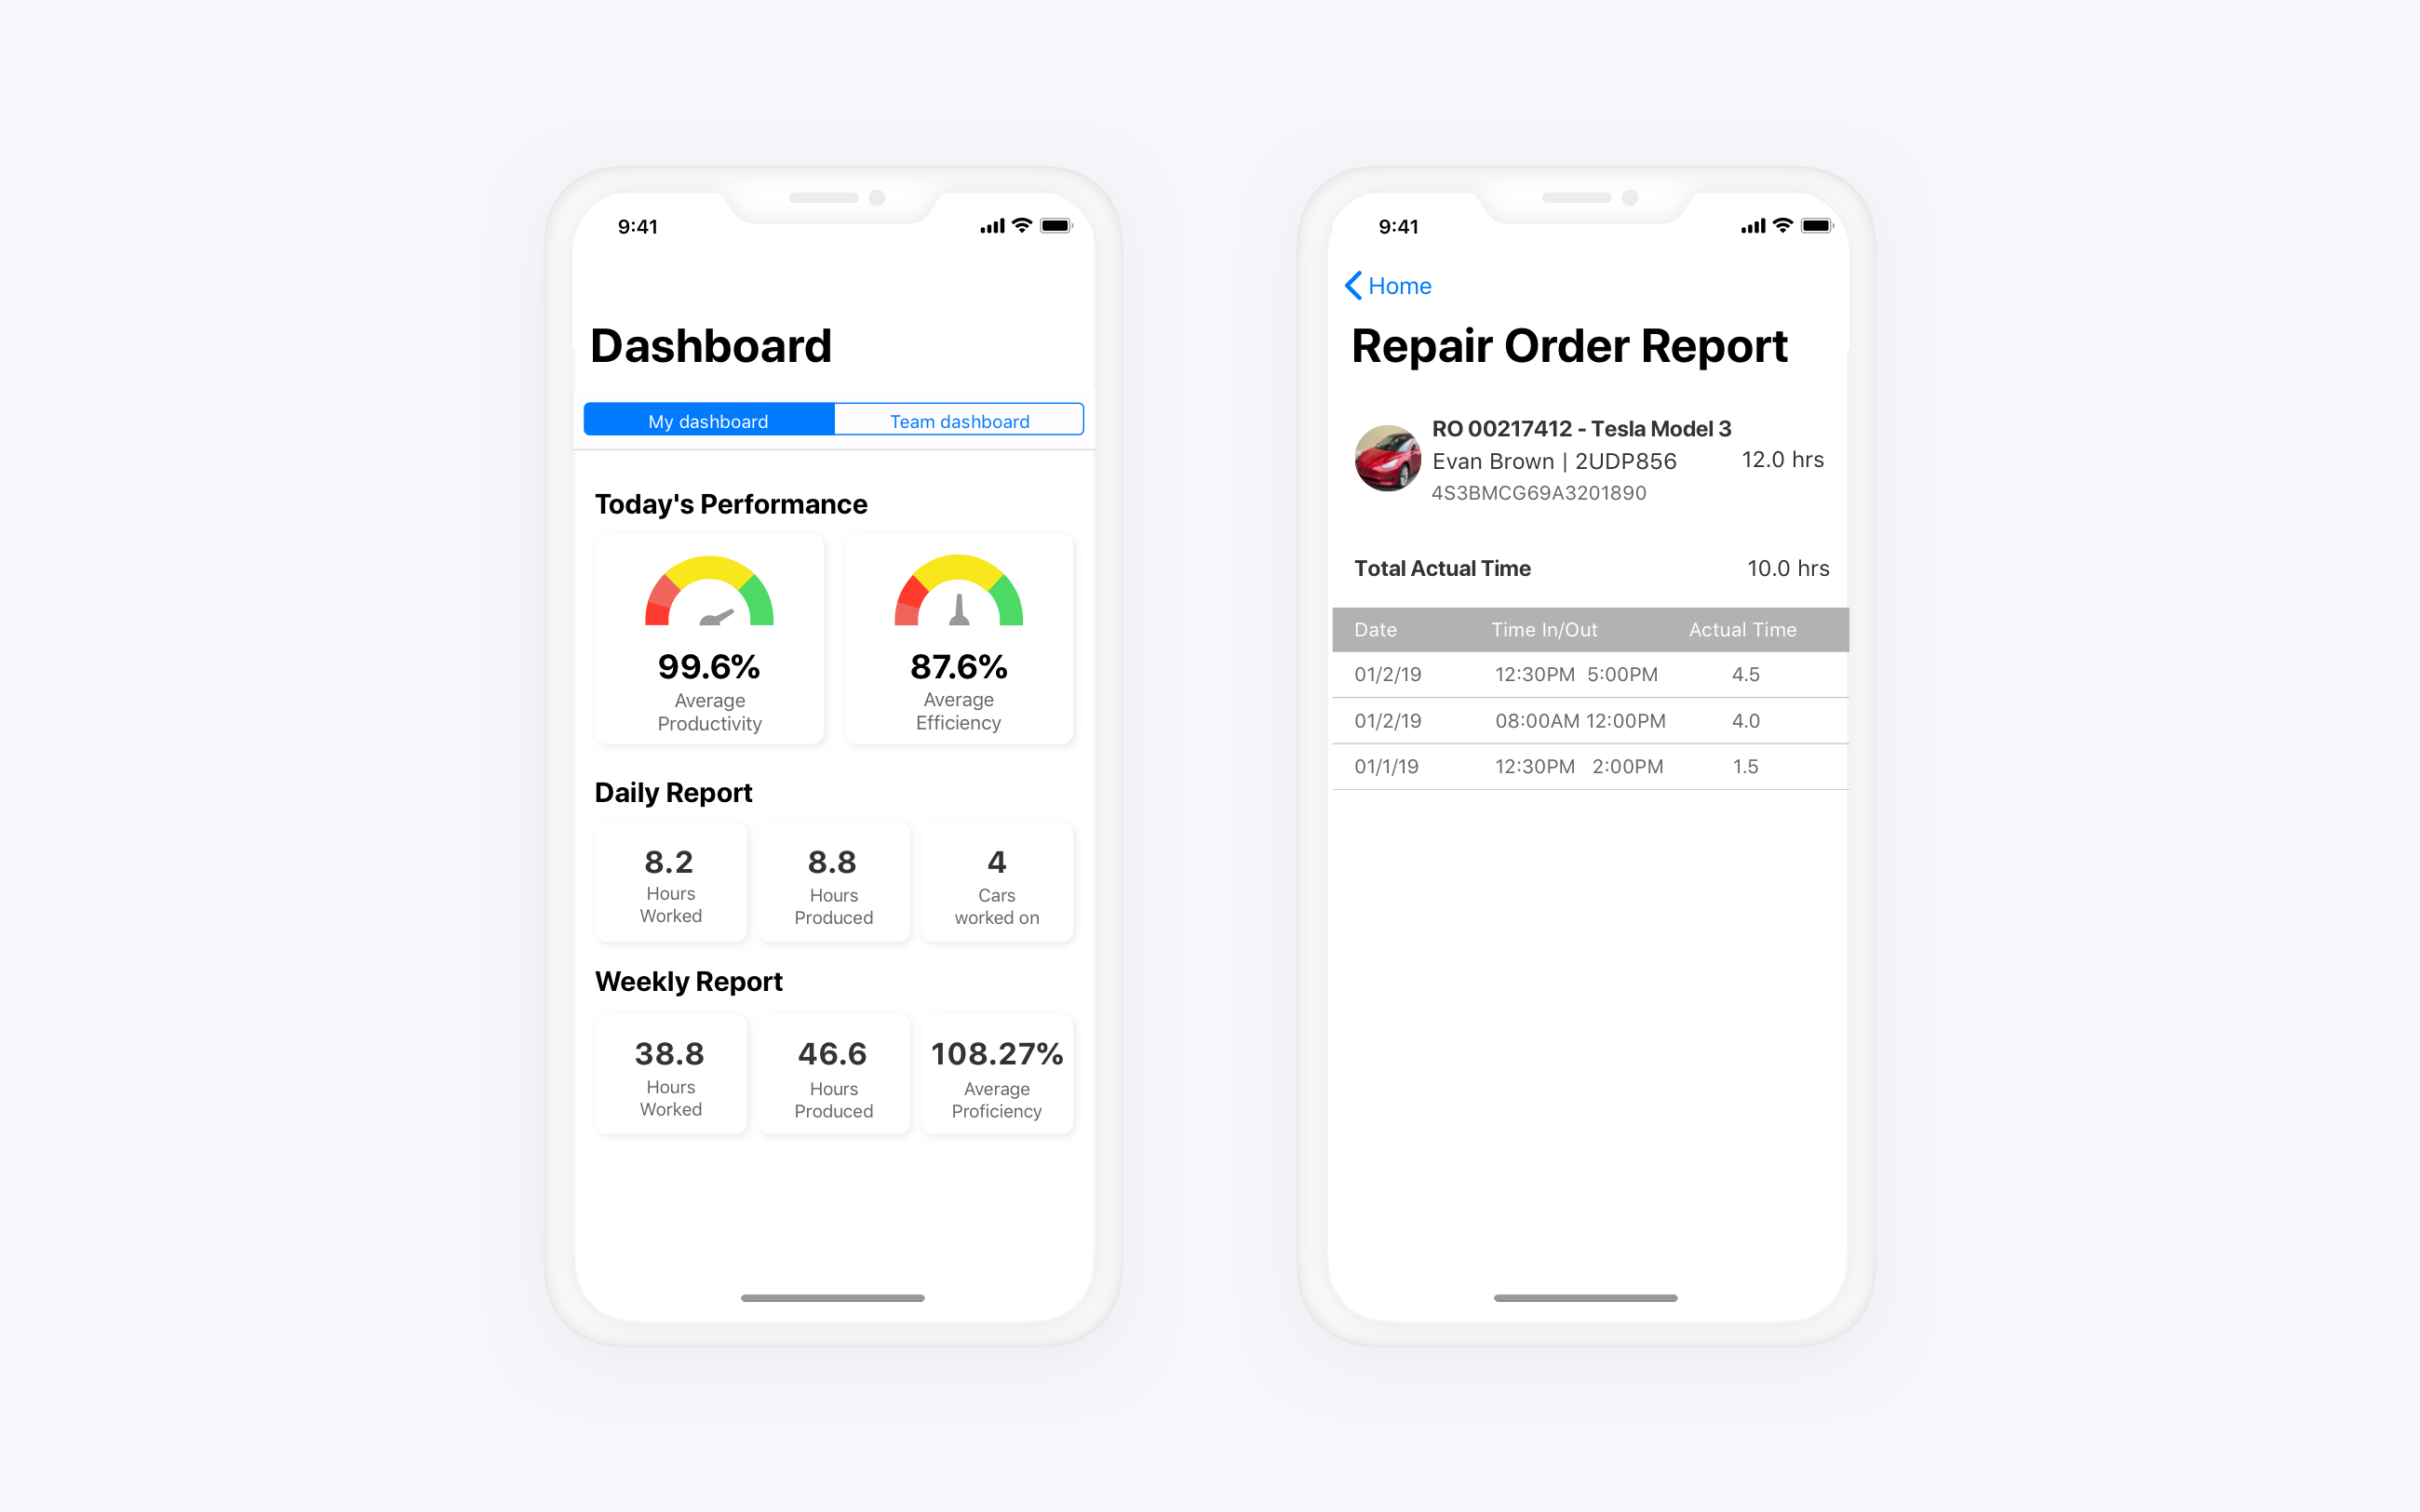 9:41
Dashboard
My dashboard
Team dashboard
Today's Performance
99.6%
Average
Productivity
87.6%
Average
Efficiency
Daily Report
8.2
Hours
Worked
8.8
Hours
Produced
4
Cars
worked on
Weekly Report
38.8
Hours
Worked
46.6
Hours
Produced
108.27%
Average
Proficiency
9:41
Home
Repair Order Report
RO 00217412 - Tesla Model 3
Evan Brown | 2UDP856
12.0 hrs
4S3BMCG69A3201890
Total Actual Time 10.0 hrs
Date Time In/Out Actual Time
01/2/19 12:30PM 5:00PM 4.5
01/2/19 08:00AM 12:00PM 4.0
01/1/19 12:30PM 2:00PM 1.5